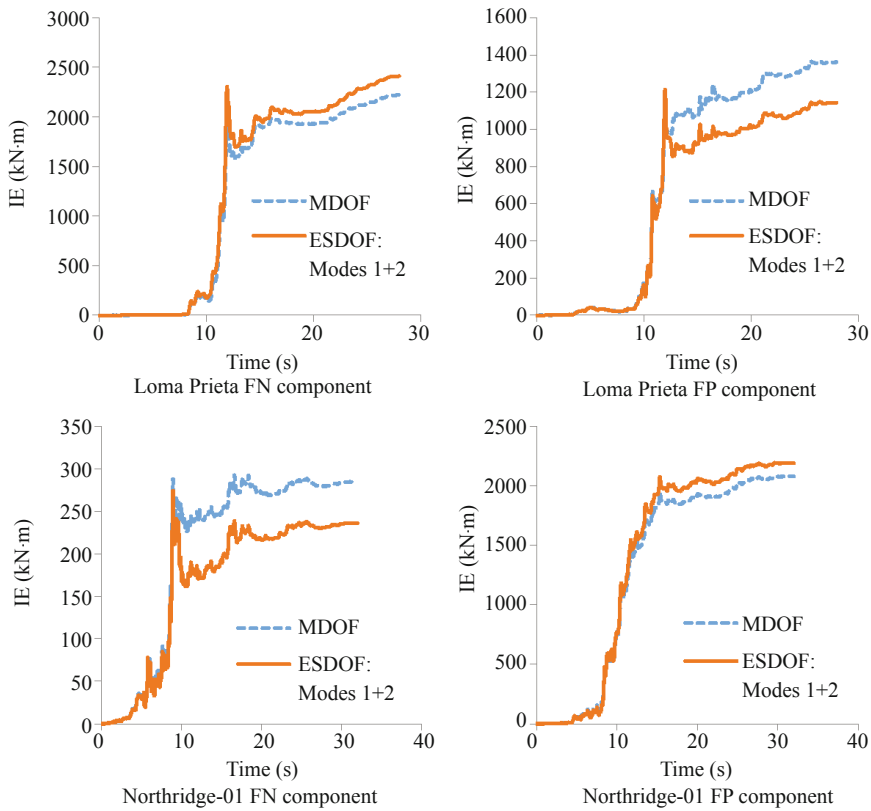 3000
2500
2000
1500
1000
500
0
IE (kN·m)
MDOF
ESDOF:
Modes 1+2
0 10 20 30
Time (s)
Loma Prieta FN component
1600
1400
1200
1000
800
600
400
200
0
IE (kN·m)
MDOF
ESDOF:
Modes 1+2
0 10 20 30
Time (s)
Loma Prieta FP component
350
300
250
200
150
100
50
0
IE (kN·m)
MDOF
ESDOF:
Modes 1+2
0 10 20 30 40
Time (s)
Northridge-01 FN component
2500
2000
1500
1000
500
0
IE (kN·m)
MDOF
ESDOF:
Modes 1+2
0 10 20 30 40
Time (s)
Northridge-01 FP component